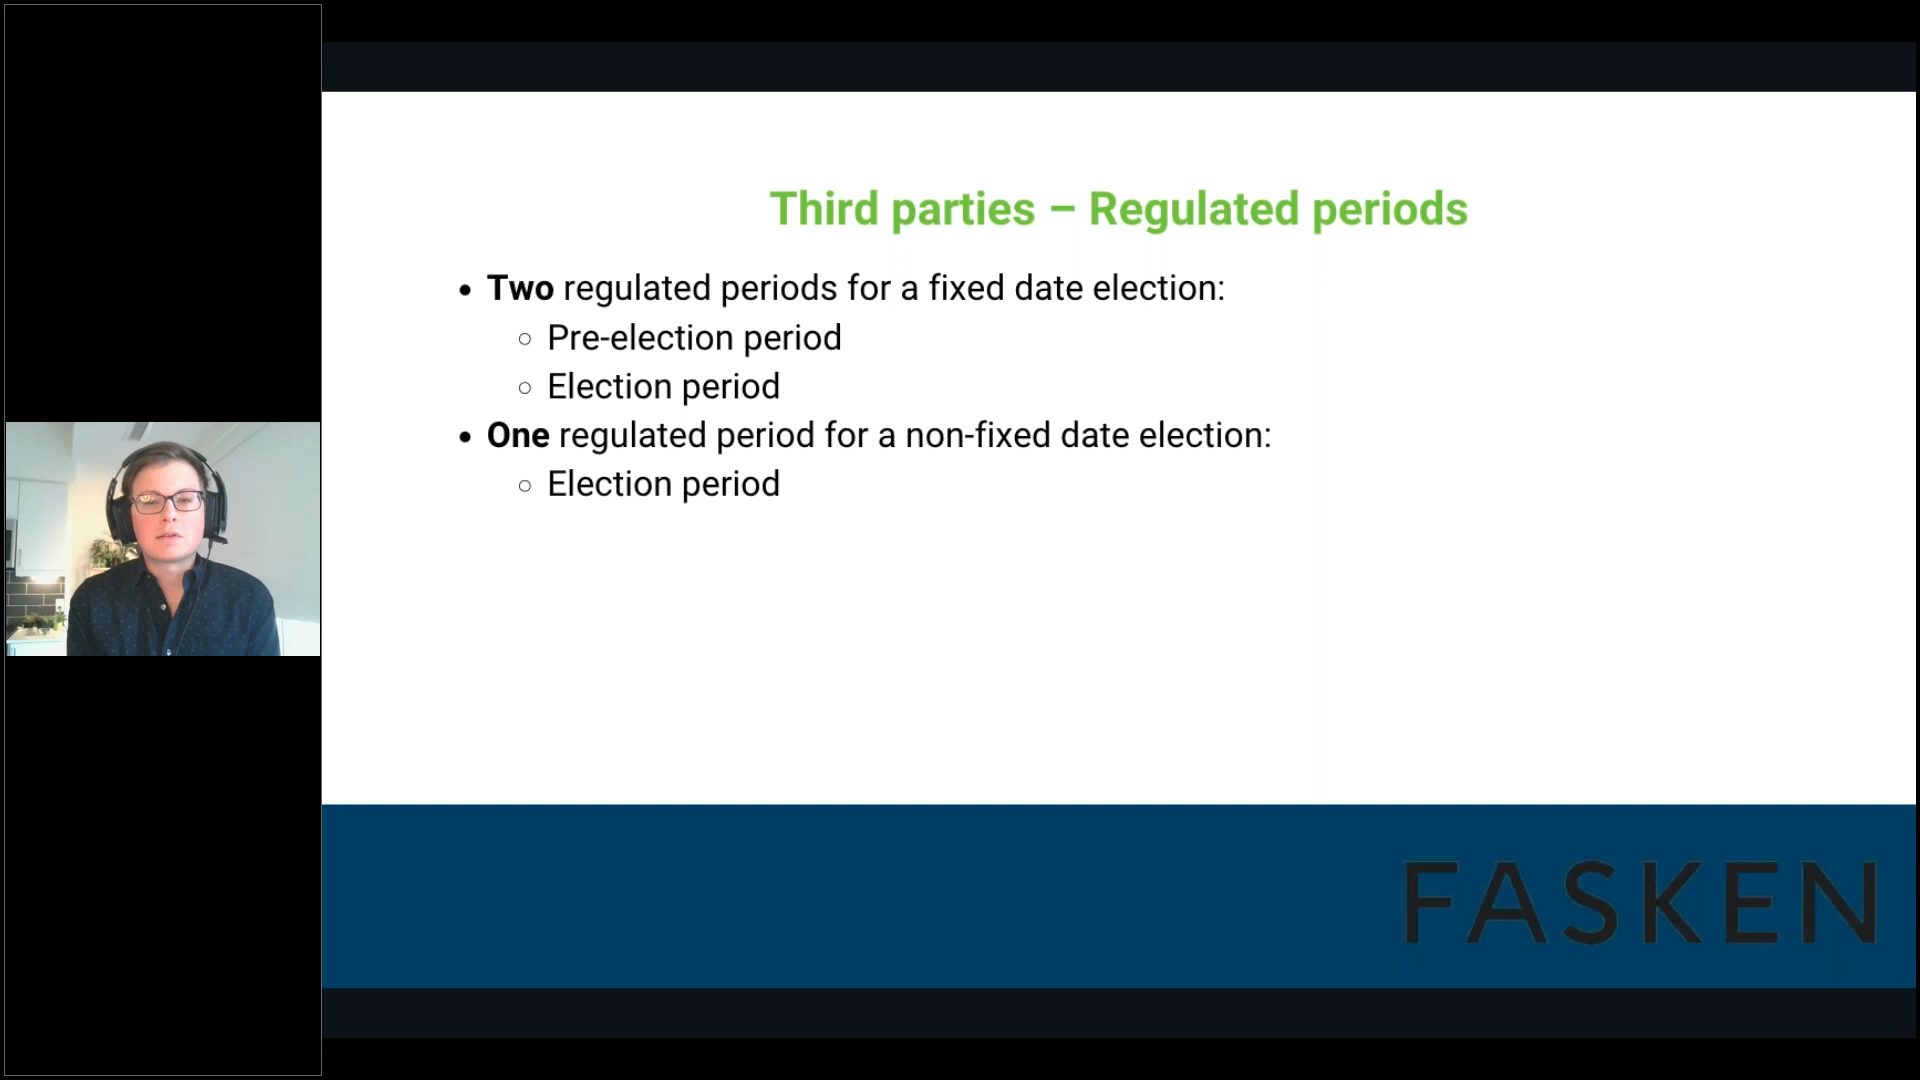 Third parties – Regulated periods
• Two regulated periods for a fixed date election:
○ Pre-election period
○ Election period
• One regulated period for a non-fixed date election:
○ Election period
FASKEN